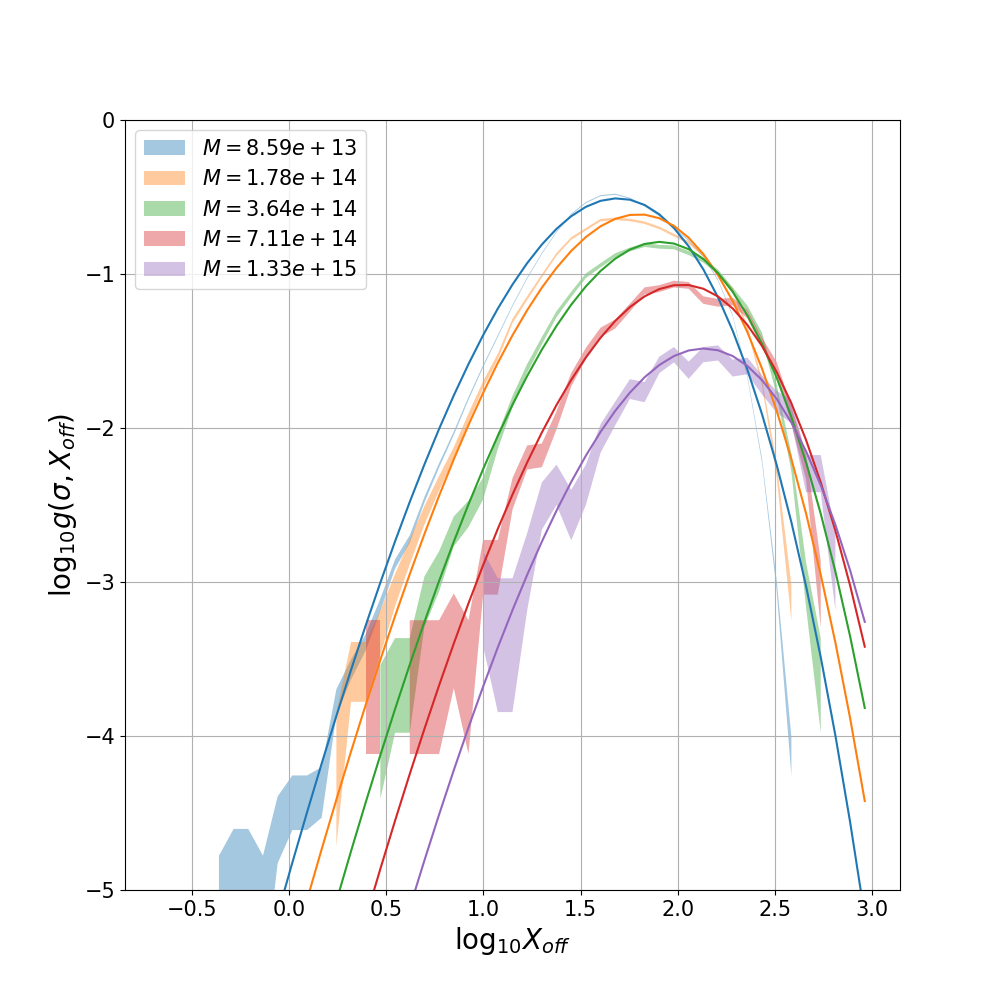 0
−1
−2
−3
−4
−5
log₁₀g(σ, X_off)
M = 8.59e + 13
M = 1.78e + 14
M = 3.64e + 14
M = 7.11e + 14
M = 1.33e + 15
−0.5 0.0 0.5 1.0 1.5 2.0 2.5 3.0
log₁₀X_off